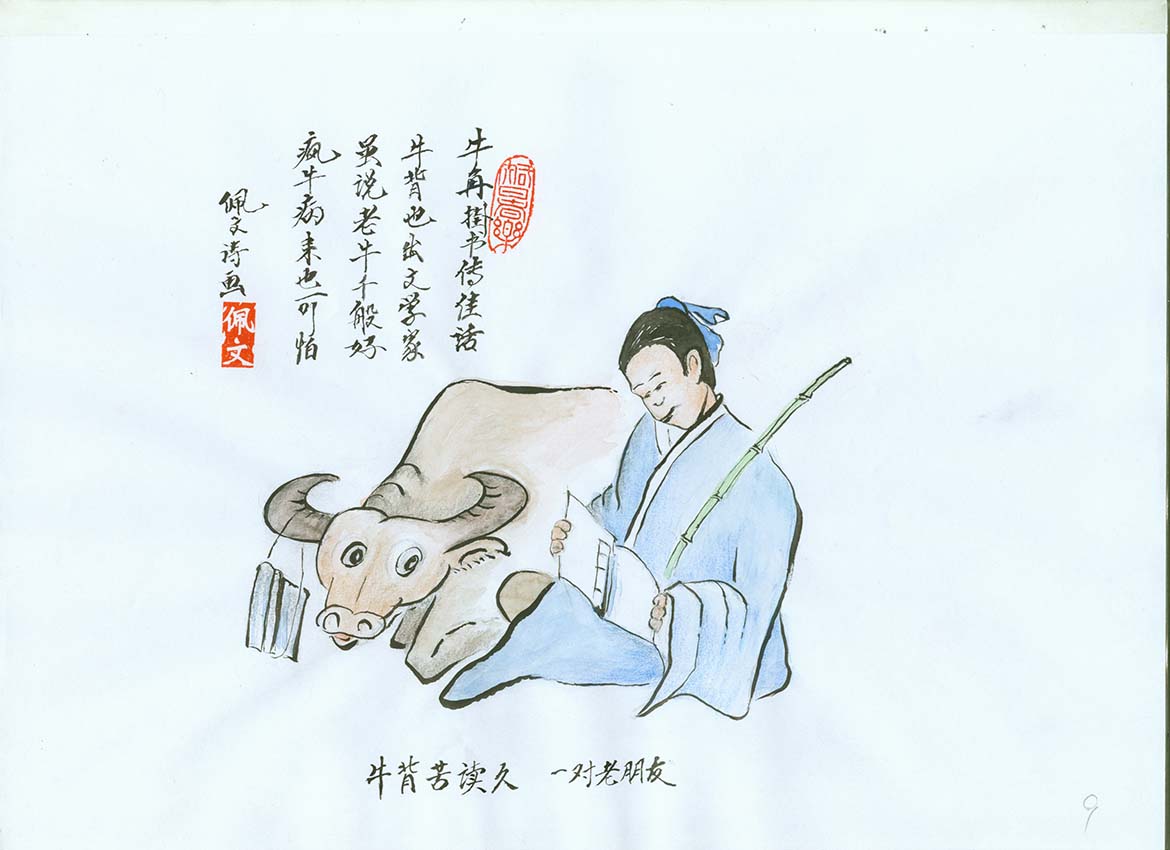 牛角掛书传佳话
牛背也出文学家
虽说老牛千般好
疯牛病来也可怕
佩文诗画
佩文
牛背苦读久 一对老朋友
9